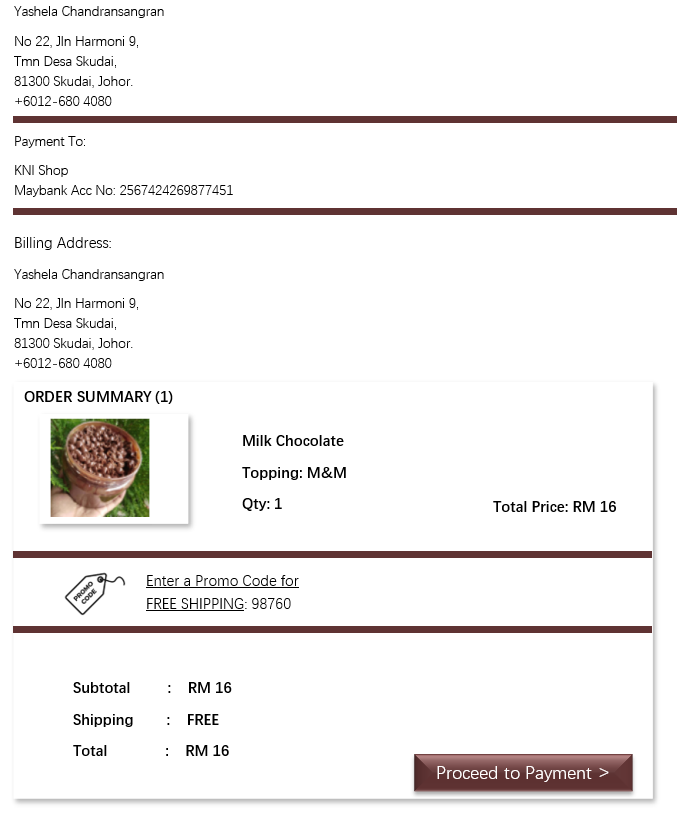 Yashela Chandransangran
No 22, Jln Harmoni 9,
Tmn Desa Skudai,
81300 Skudai, Johor.
+6012-680 4080
Payment To:
KNI Shop
Maybank Acc No: 2567424269877451
Billing Address:
Yashela Chandransangran
No 22, Jln Harmoni 9,
Tmn Desa Skudai,
81300 Skudai, Johor.
+6012-680 4080
ORDER SUMMARY (1)
Milk Chocolate
Topping: M&M
Qty: 1
Total Price: RM 16
PROMO
CODE
Enter a Promo Code for
FREE SHIPPING: 98760
Subtotal : RM 16
Shipping : FREE
Total : RM 16
Proceed to Payment >